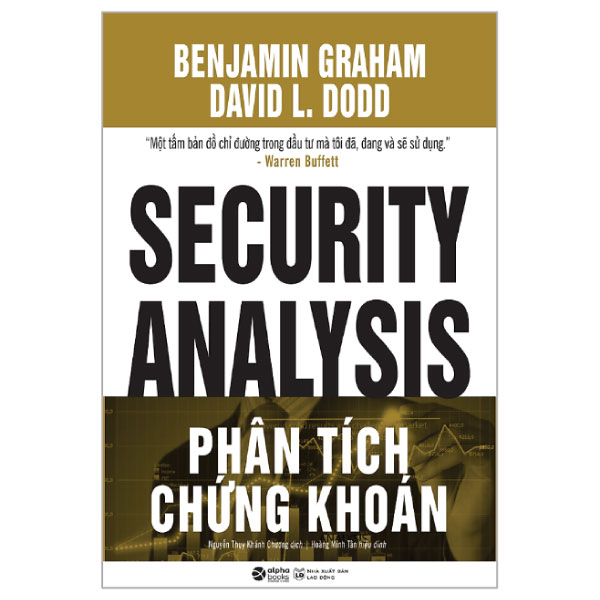 BENJAMIN GRAHAM
DAVID L. DODD
“Một tấm bản đồ chỉ đường trong đầu tư mà tôi đã, đang và sẽ sử dụng.”
- Warren Buffett
SECURITY
ANALYSIS
PHÂN TÍCH
CHỨNG KHOÁN
Nguyễn Thụy Khánh Chương dịch | Hoàng Minh Tân hiệu đính
alpha books
NHÀ XUẤT BẢN
LAO ĐỘNG